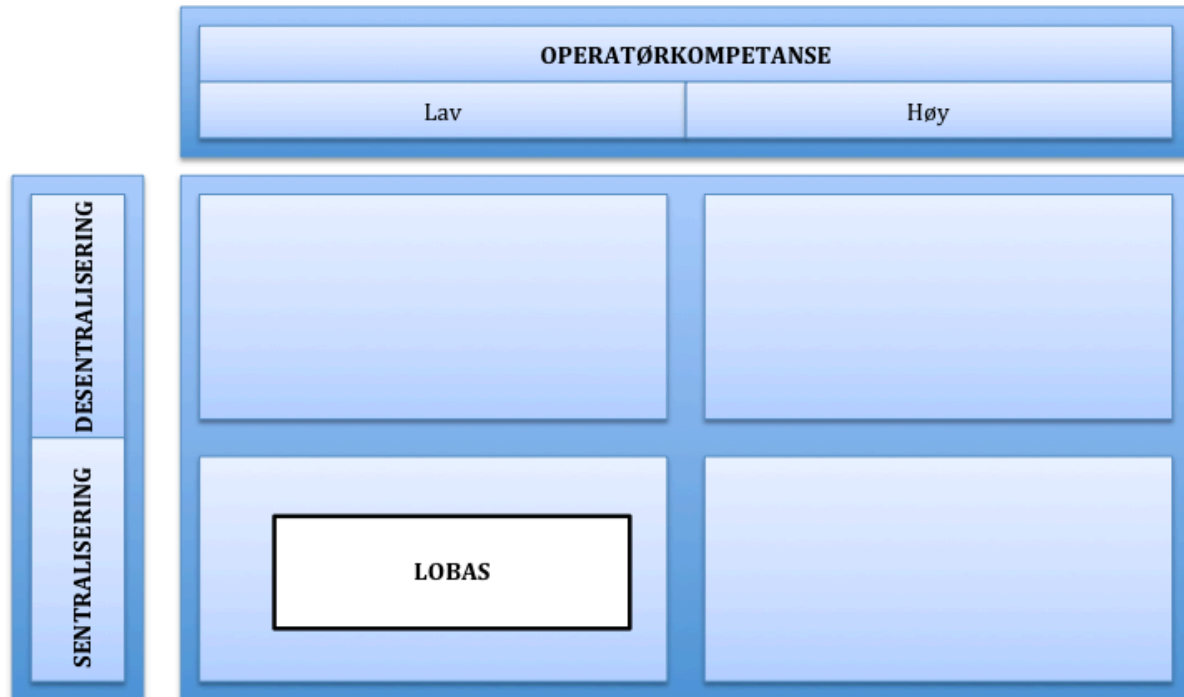 OPERATØRKOMPETANSE
Lav
Høy
DESENTRALISERING
SENTRALISERING
LOBAS